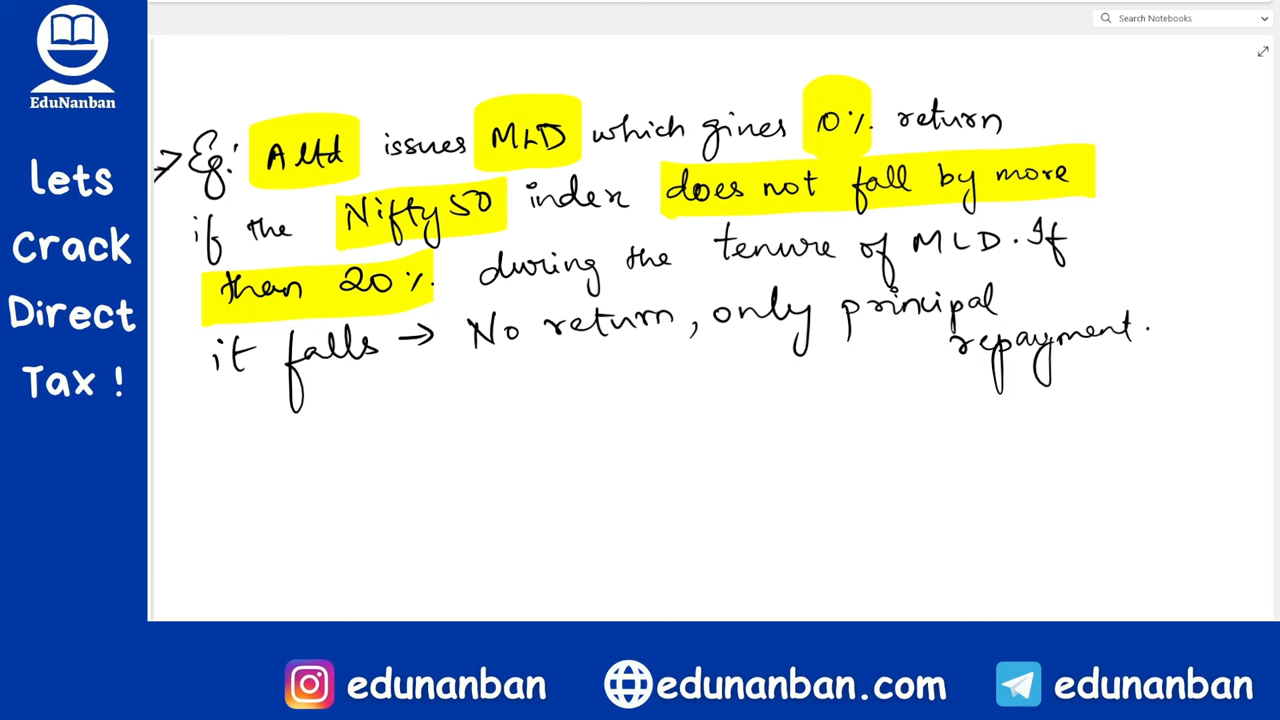 Search Notebooks
EduNanban
Lets
Crack
Direct
Tax !
→ Eg: A ltd issues MLD which gives 10% return
if the Nifty 50 index does not fall by more
than 20% during the tenure of MLD. If
it falls → No return, only principal
repayment.
edunanban
edunanban.com
edunanban